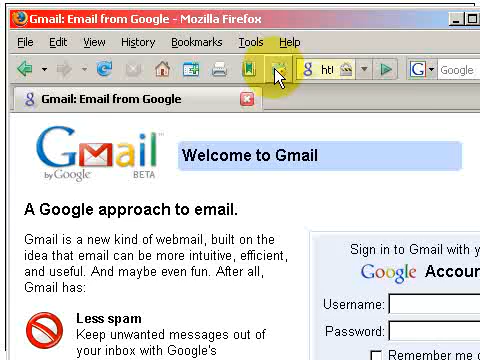 Gmail: Email from Google - Mozilla Firefox
File Edit View History Bookmarks Tools Help
g htl G Google
g Gmail: Email from Google
Gmail
by Google BETA
Welcome to Gmail
A Google approach to email.
Gmail is a new kind of webmail, built on the
idea that email can be more intuitive, efficient,
and useful. And maybe even fun. After all,
Gmail has:
Less spam
Keep unwanted messages out of
your inbox with Google's
Sign in to Gmail with
Google Accou
Username:
Password:
Remember me